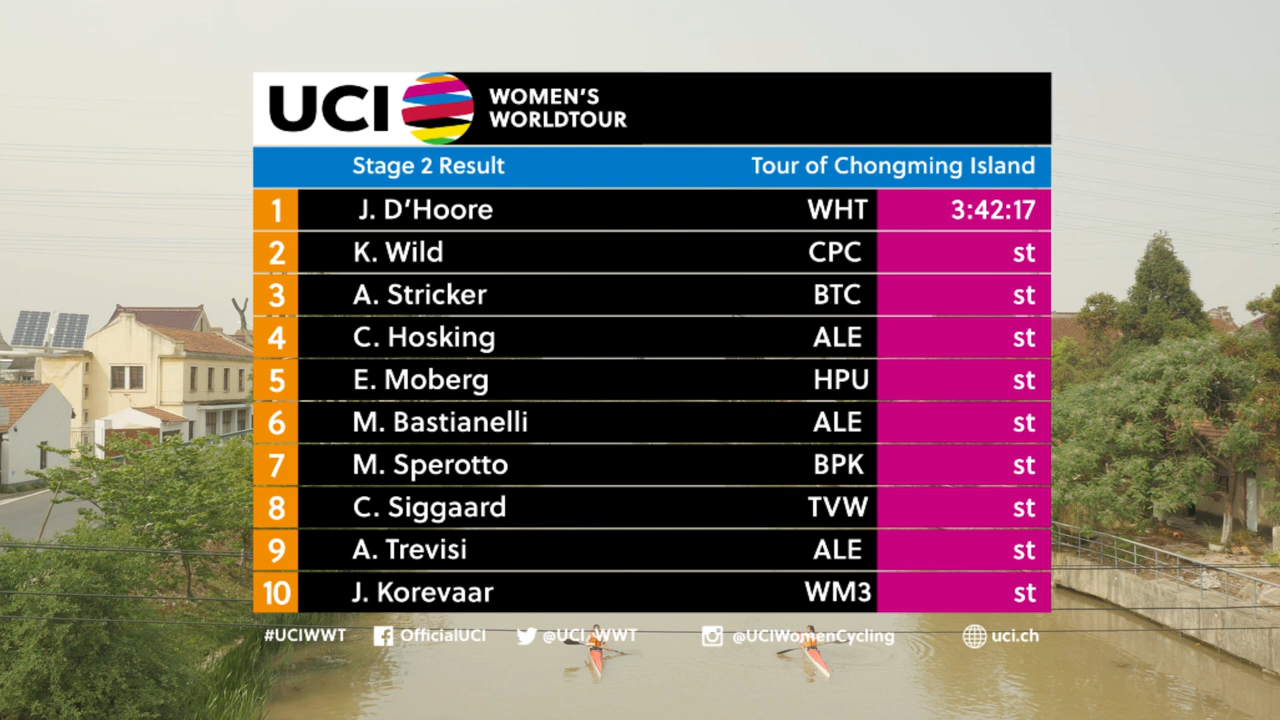 UCI WOMEN'S
WORLDTOUR
Stage 2 Result Tour of Chongming Island
1 J. D'Hoore WHT 3:42:17
2 K. Wild CPC st
3 A. Stricker BTC st
4 C. Hosking ALE st
5 E. Moberg HPU st
6 M. Bastianelli ALE st
7 M. Sperotto BPK st
8 C. Siggaard TVW st
9 A. Trevisi ALE st
10 J. Korevaar WM3 st
#UCIWWT OfficialUCI @UCI_WWT @UCIWomenCycling uci.ch